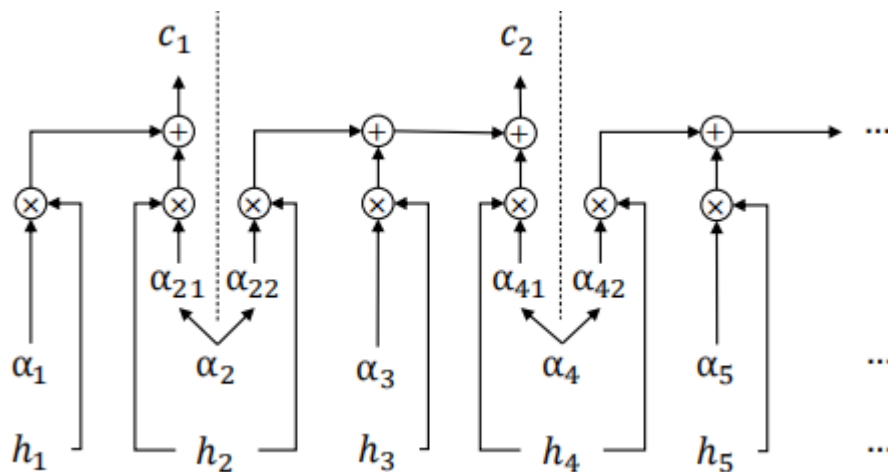 c₁ c₂
+ + + + ...
× × × × × × ×
α₂₁ α₂₂ α₄₁ α₄₂
α₁ α₂ α₃ α₄ α₅ ...
h₁ h₂ h₃ h₄ h₅ ...